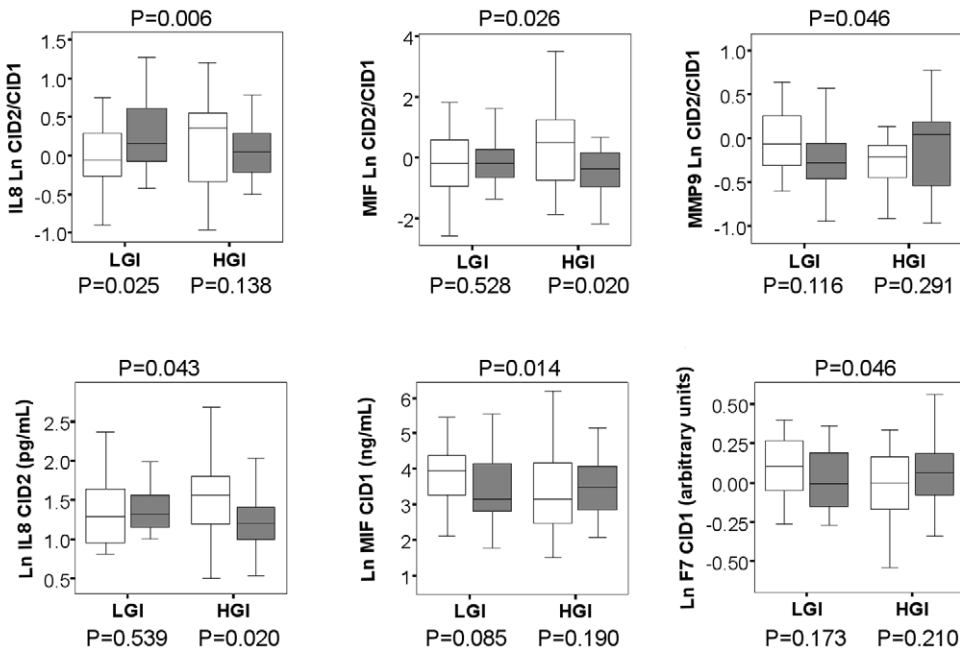 P=0.006
IL8 Ln CID2/CID1
1.5
1.0
0.5
0.0
-0.5
-1.0
LGI HGI
P=0.025 P=0.138
P=0.026
MIF Ln CID2/CID1
4
2
0
-2
LGI HGI
P=0.528 P=0.020
P=0.046
MMP9 Ln CID2/CID1
1.0
0.5
0.0
-0.5
-1.0
LGI HGI
P=0.116 P=0.291
P=0.043
Ln IL8 CID2 (pg/mL)
2.5
2.0
1.5
1.0
0.5
LGI HGI
P=0.539 P=0.020
P=0.014
Ln MIF CID1 (ng/mL)
6
5
4
3
2
1
LGI HGI
P=0.085 P=0.190
P=0.046
Ln F7 CID1 (arbitrary units)
0.50
0.25
0.00
-0.25
-0.50
LGI HGI
P=0.173 P=0.210